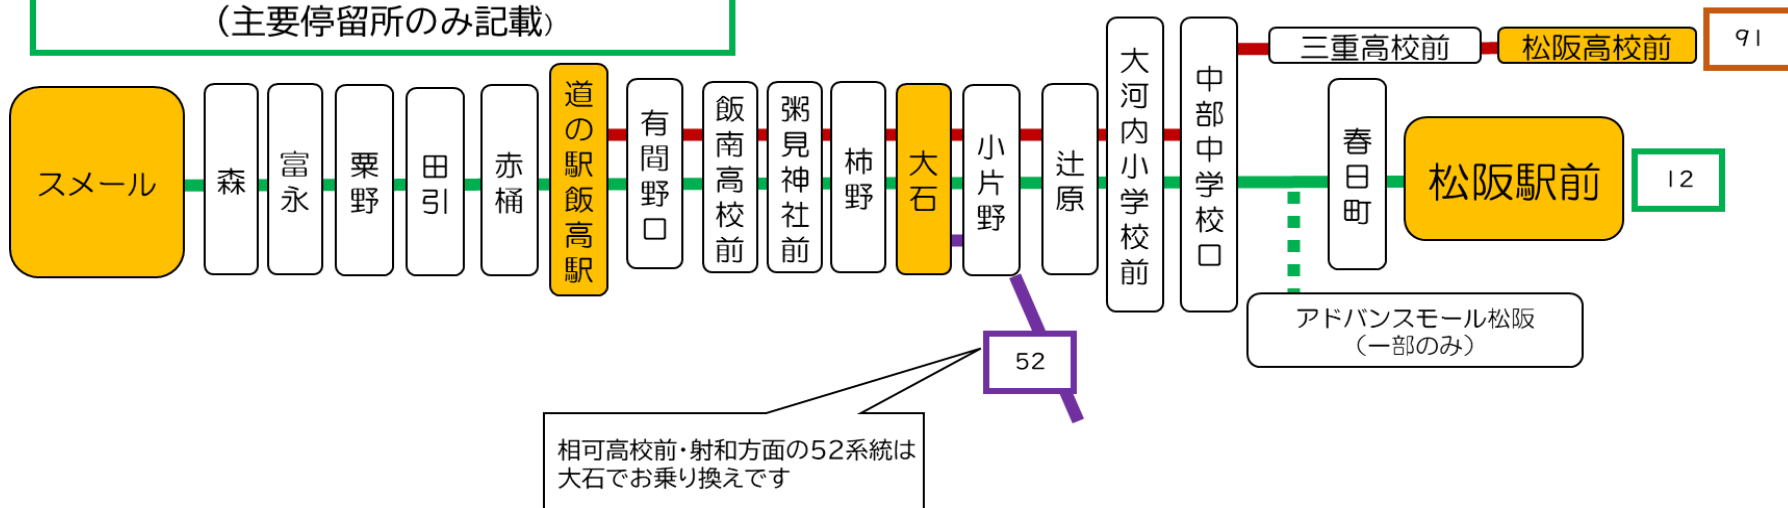 （主要停留所のみ記載）
スメール
森
富永
粟野
田引
赤桶
道の駅飯高駅
有間野口
飯南高校前
粥見神社前
柿野
大石
小片野
辻原
大河内小学校前
中部中学校口
三重高校前
松阪高校前
91
春日町
松阪駅前
12
アドバンスモール松阪
（一部のみ）
52
相可高校前・射和方面の52系統は
大石でお乗り換えです